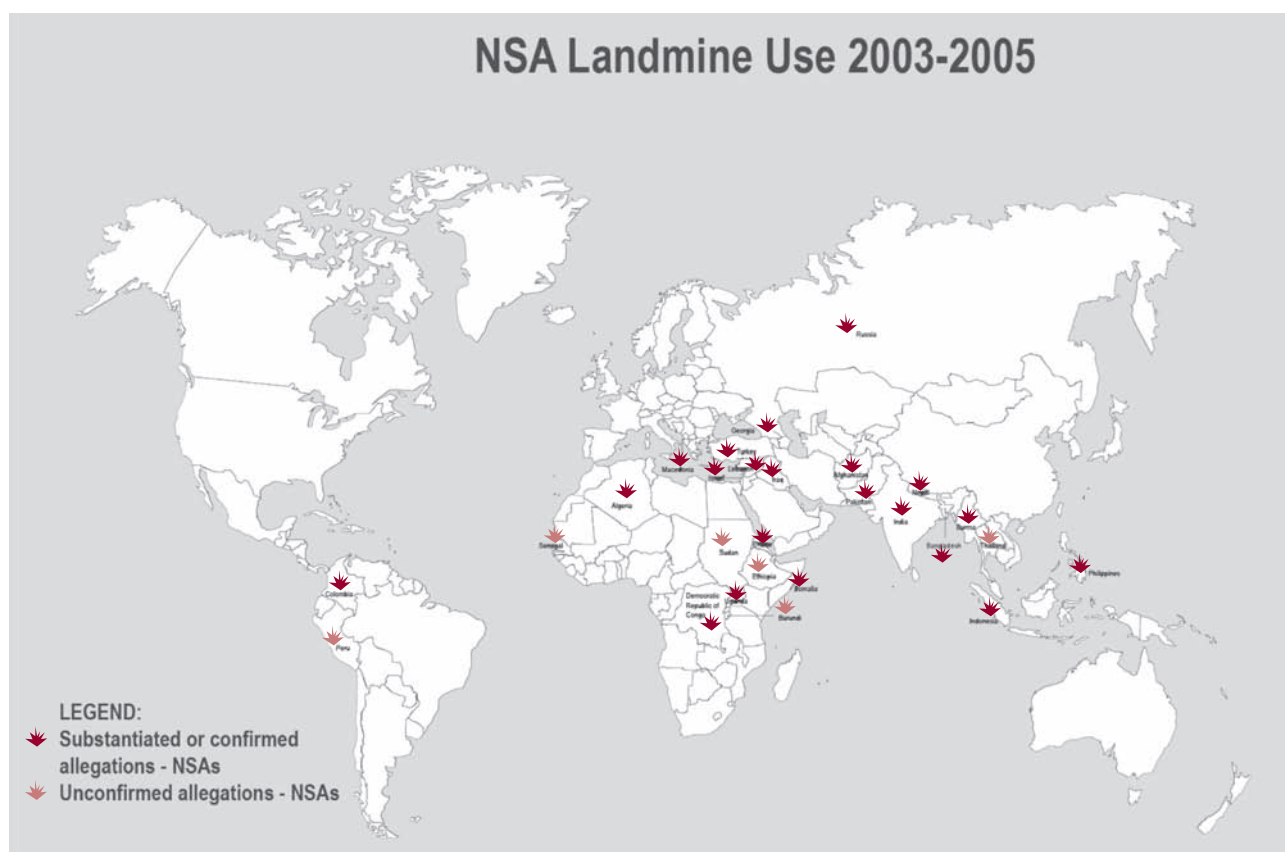 NSA Landmine Use 2003-2005
Russia
Georgia
Turkey
Macedonia
Israel
Lebanon
Iraq
Afghanistan
Pakistan
Nepal
India
Algeria
Burma
Bangladesh
Thailand
Senegal
Sudan
Ethiopia
Somalia
Philippines
Colombia
Democratic
Republic of
Congo
Uganda
Burundi
Indonesia
Peru
LEGEND:
Substantiated or confirmed
allegations - NSAs
Unconfirmed allegations - NSAs